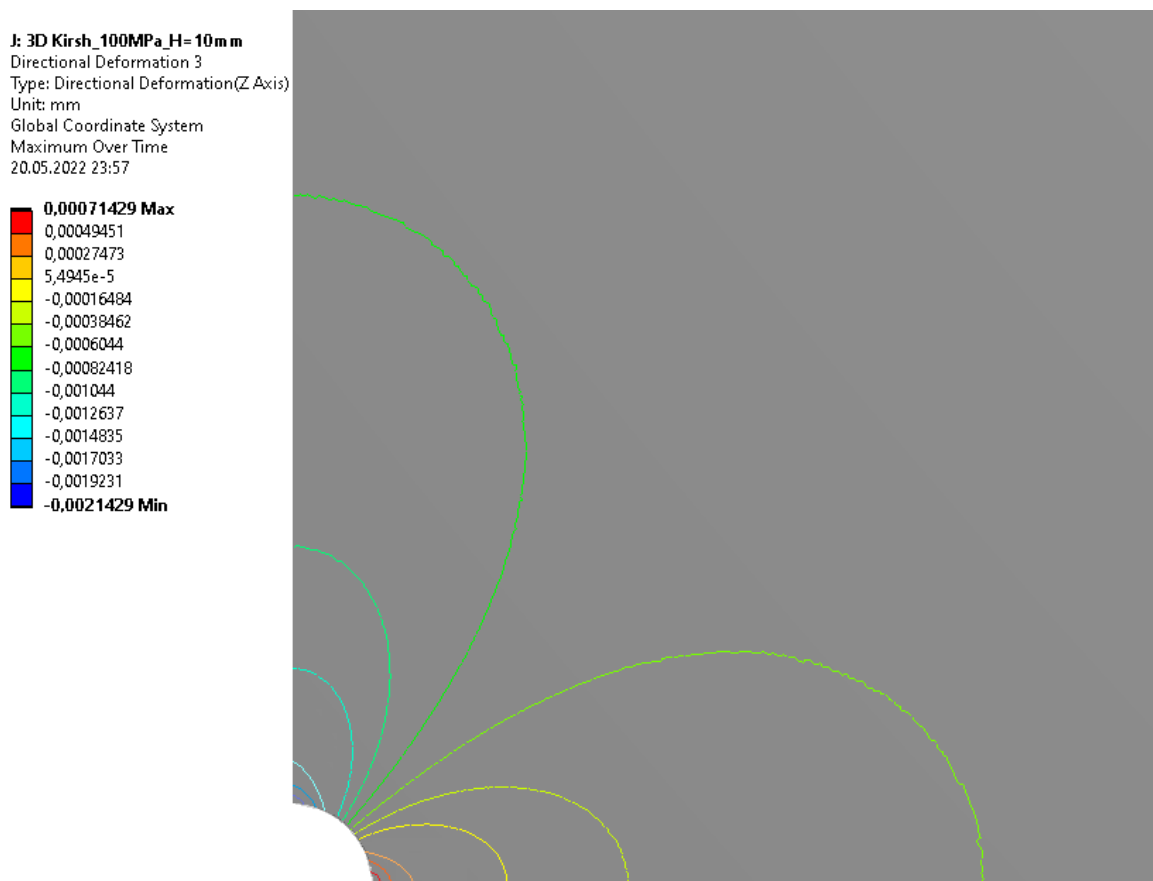 J: 3D Kirsh_100MPa_H=10mm
Directional Deformation 3
Type: Directional Deformation(Z Axis)
Unit: mm
Global Coordinate System
Maximum Over Time
20.05.2022 23:57
0,00071429 Max
0,00049451
0,00027473
5,4945e-5
-0,00016484
-0,00038462
-0,0006044
-0,00082418
-0,001044
-0,0012637
-0,0014835
-0,0017033
-0,0019231
-0,0021429 Min